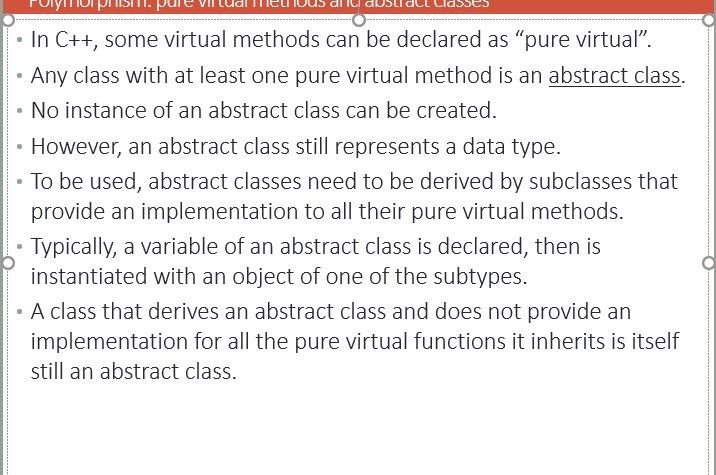 Polymorphism: pure virtual methods and abstract classes
In C++, some virtual methods can be declared as “pure virtual”.
Any class with at least one pure virtual method is an abstract class.
No instance of an abstract class can be created.
However, an abstract class still represents a data type.
To be used, abstract classes need to be derived by subclasses that
provide an implementation to all their pure virtual methods.
Typically, a variable of an abstract class is declared, then is
instantiated with an object of one of the subtypes.
A class that derives an abstract class and does not provide an
implementation for all the pure virtual functions it inherits is itself
still an abstract class.